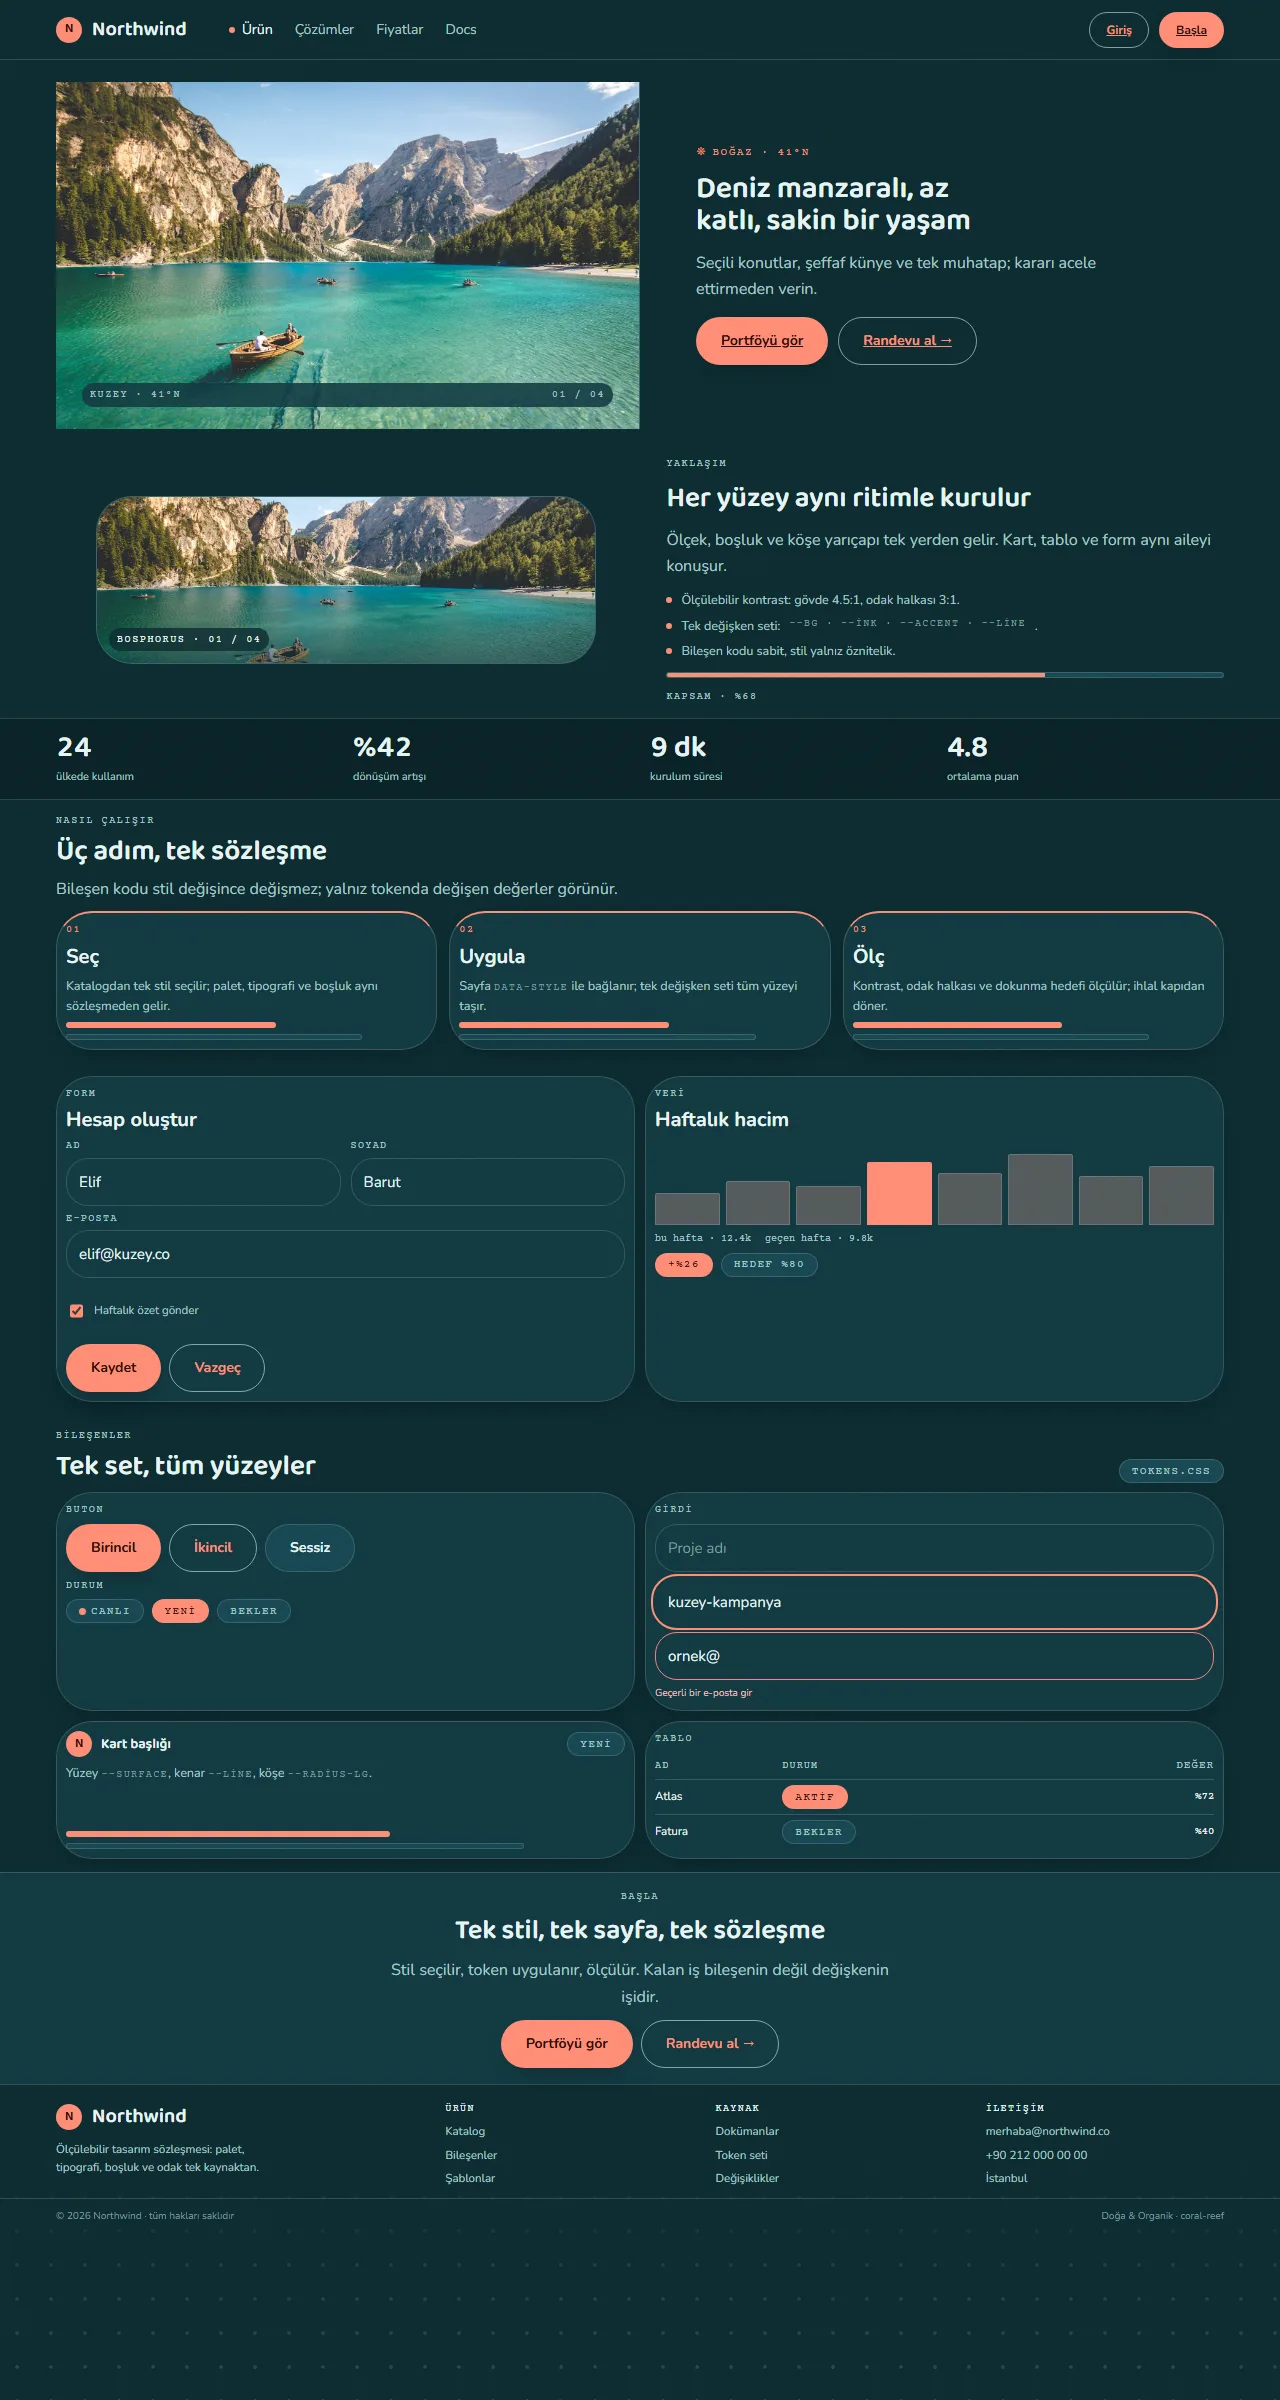 N Northwind
Ürün Çözümler Fiyatlar Docs
Giriş Başla
❋ BOĞAZ · 41°N
Deniz manzaralı, az
katlı, sakin bir yaşam
Seçili konutlar, şeffaf künye ve tek muhatap; kararı acele
ettirmeden verin.
Portföyü gör Randevu al →
KUZEY · 41°N 01 / 04
YAKLAŞIM
Her yüzey aynı ritimle kurulur
Ölçek, boşluk ve köşe yarıçapı tek yerden gelir. Kart, tablo ve form aynı aileyi
konuşur.
Ölçülebilir kontrast: gövde 4.5:1, odak halkası 3:1.
Tek değişken seti: --BG · --İNK · --ACCENT · --LİNE .
Bileşen kodu sabit, stil yalnız öznitelik.
KAPSAM · %68
BOSPHORUS · 01 / 04
24 %42 9 dk 4.8
ülkede kullanım dönüşüm artışı kurulum süresi ortalama puan
NASIL ÇALIŞIR
Üç adım, tek sözleşme
Bileşen kodu stil değişince değişmez; yalnız tokenda değişen değerler görünür.
01
Seç
Katalogdan tek stil seçilir; palet, tipografi ve boşluk aynı
sözleşmeden gelir.
02
Uygula
Sayfa DATA-STYLE ile bağlanır; tek değişken seti tüm yüzeyi
taşır.
03
Ölç
Kontrast, odak halkası ve dokunma hedefi ölçülür; ihlal kapıdan
döner.
FORM
Hesap oluştur
AD SOYAD
Elif Barut
E-POSTA
elif@kuzey.co
Haftalık özet gönder
Kaydet Vazgeç
VERİ
Haftalık hacim
bu hafta · 12.4k geçen hafta · 9.8k
+%26 HEDEF %80
BİLEŞENLER
Tek set, tüm yüzeyler
TOKENS.CSS
BUTON
Birincil İkincil Sessiz
DURUM
CANLI YENİ BEKLER
GİRDİ
Proje adı
kuzey-kampanya
ornek@
Geçerli bir e-posta gir
N Kart başlığı YENİ
Yüzey --SURFACE, kenar --LİNE, köşe --RADİUS-LG.
TABLO
AD DURUM DEĞER
Atlas AKTİF %72
Fatura BEKLER %40
BAŞLA
Tek stil, tek sayfa, tek sözleşme
Stil seçilir, token uygulanır, ölçülür. Kalan iş bileşenin değil değişkenin
işidir.
Portföyü gör Randevu al →
N Northwind
Ölçülebilir tasarım sözleşmesi: palet,
tipografi, boşluk ve odak tek kaynaktan.
ÜRÜN
Katalog
Bileşenler
Şablonlar
KAYNAK
Dokümanlar
Token seti
Değişiklikler
İLETİŞİM
merhaba@northwind.co
+90 212 000 00 00
İstanbul
© 2026 Northwind · tüm hakları saklıdır
Doğa & Organik · coral-reef